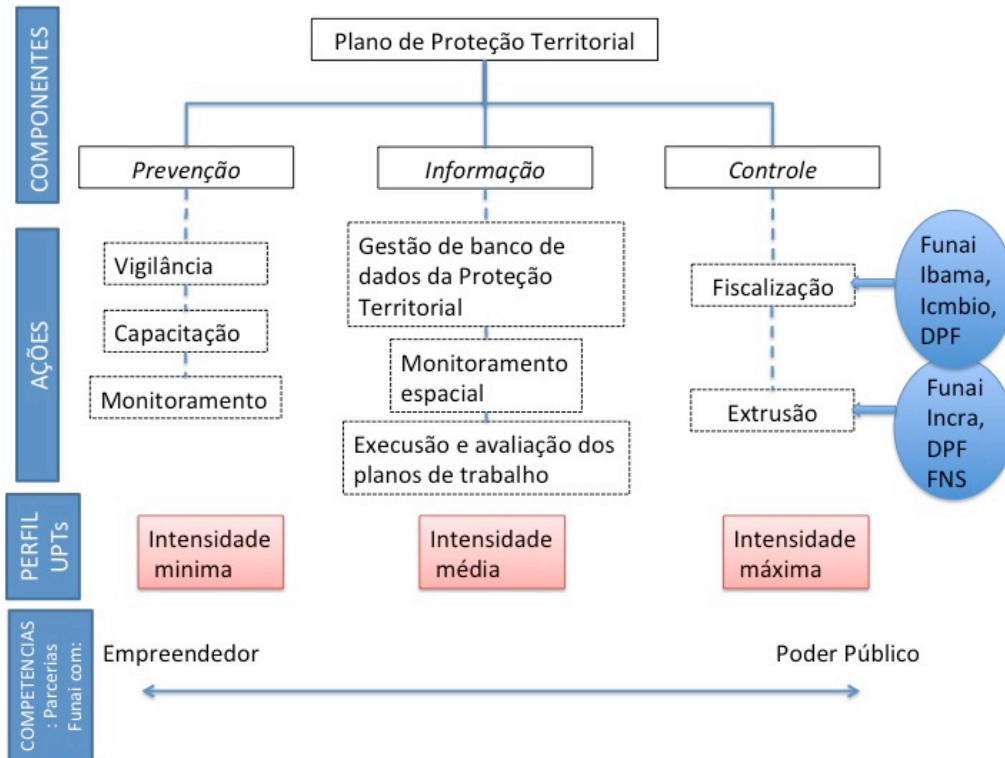 COMPONENTES
Plano de Proteção Territorial
Prevenção
Informação
Controle
AÇÕES
Vigilância
Capacitação
Monitoramento
Gestão de banco de
dados da Proteção
Territorial
Monitoramento
espacial
Execusão e avaliação dos
planos de trabalho
Fiscalização
Extrusão
Funai
Ibama,
Icmbio,
DPF
Funai
Incra,
DPF
FNS
PERFIL
UPTs
Intensidade
minima
Intensidade
média
Intensidade
máxima
COMPETENCIAS
: Parcerias
Funai com:
Empreendedor
Poder Público